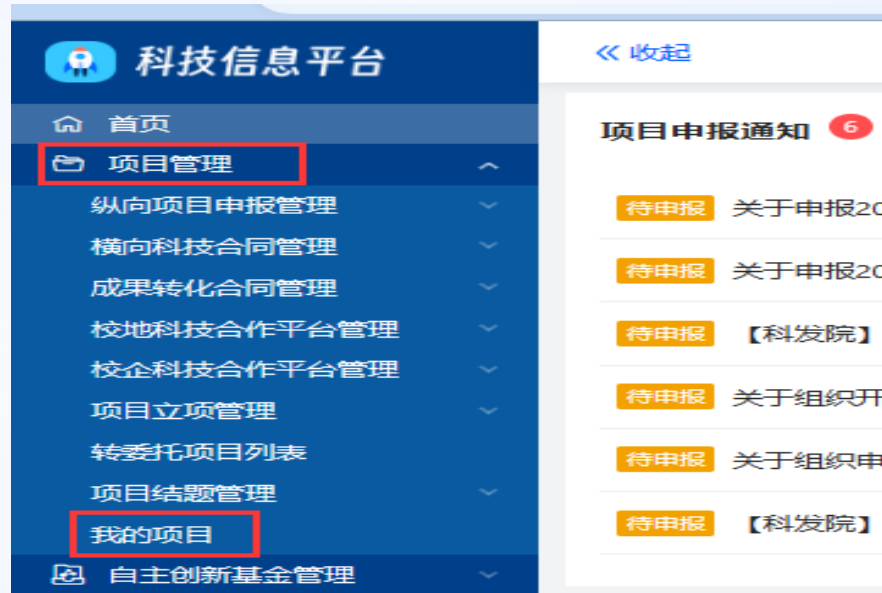 科技信息平台
收起
首页
项目管理
纵向项目申报管理
横向科技合同管理
成果转化合同管理
校地科技合作平台管理
校企科技合作平台管理
项目立项管理
转委托项目列表
项目结题管理
我的项目
自主创新基金管理
项目申报通知 6
待申报 关于申报20
待申报 关于申报20
待申报 【科发院】
待申报 关于组织开
待申报 关于组织申
待申报 【科发院】